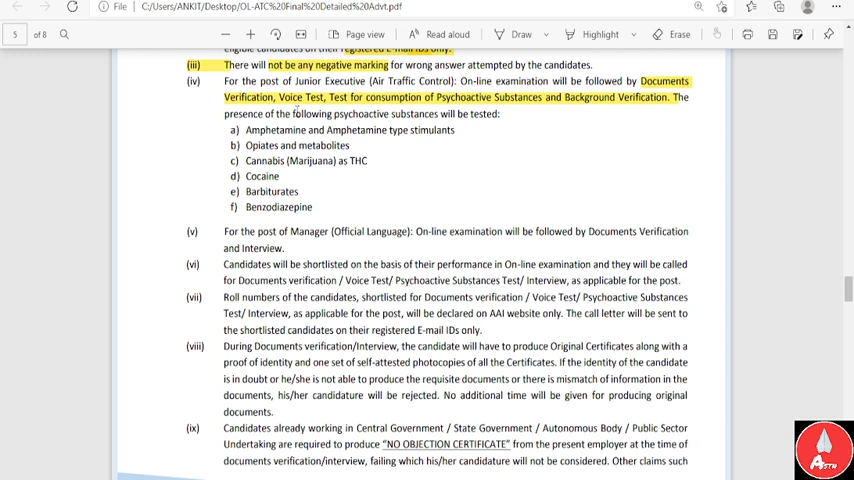 File C:/Users/ANKIT/Desktop/OL-ATC%20Final%20Detailed%20Advt.pdf
5 of 8 Page view Read aloud Draw Highlight Erase
eligible candidates on their registered E-mail IDs only.
(iii) There will not be any negative marking for wrong answer attempted by the candidates.
(iv) For the post of Junior Executive (Air Traffic Control): On-line examination will be followed by Documents
Verification, Voice Test, Test for consumption of Psychoactive Substances and Background Verification. The
presence of the following psychoactive substances will be tested:
a) Amphetamine and Amphetamine type stimulants
b) Opiates and metabolites
c) Cannabis (Marijuana) as THC
d) Cocaine
e) Barbiturates
f) Benzodiazepine
(v) For the post of Manager (Official Language): On-line examination will be followed by Documents Verification
and Interview.
(vi) Candidates will be shortlisted on the basis of their performance in On-line examination and they will be called
for Documents verification / Voice Test/ Psychoactive Substances Test/ Interview, as applicable for the post.
(vii) Roll numbers of the candidates, shortlisted for Documents verification / Voice Test/ Psychoactive Substances
Test/ Interview, as applicable for the post, will be declared on AAI website only. The call letter will be sent to
the shortlisted candidates on their registered E-mail IDs only.
(viii) During Documents verification/Interview, the candidate will have to produce Original Certificates along with a
proof of identity and one set of self-attested photocopies of all the Certificates. If the identity of the candidate
is in doubt or he/she is not able to produce the requisite documents or there is mismatch of information in the
documents, his/her candidature will be rejected. No additional time will be given for producing original
documents.
(ix) Candidates already working in Central Government / State Government / Autonomous Body / Public Sector
Undertaking are required to produce “NO OBJECTION CERTIFICATE” from the present employer at the time of
documents verification/interview, failing which his/her candidature will not be considered. Other claims such